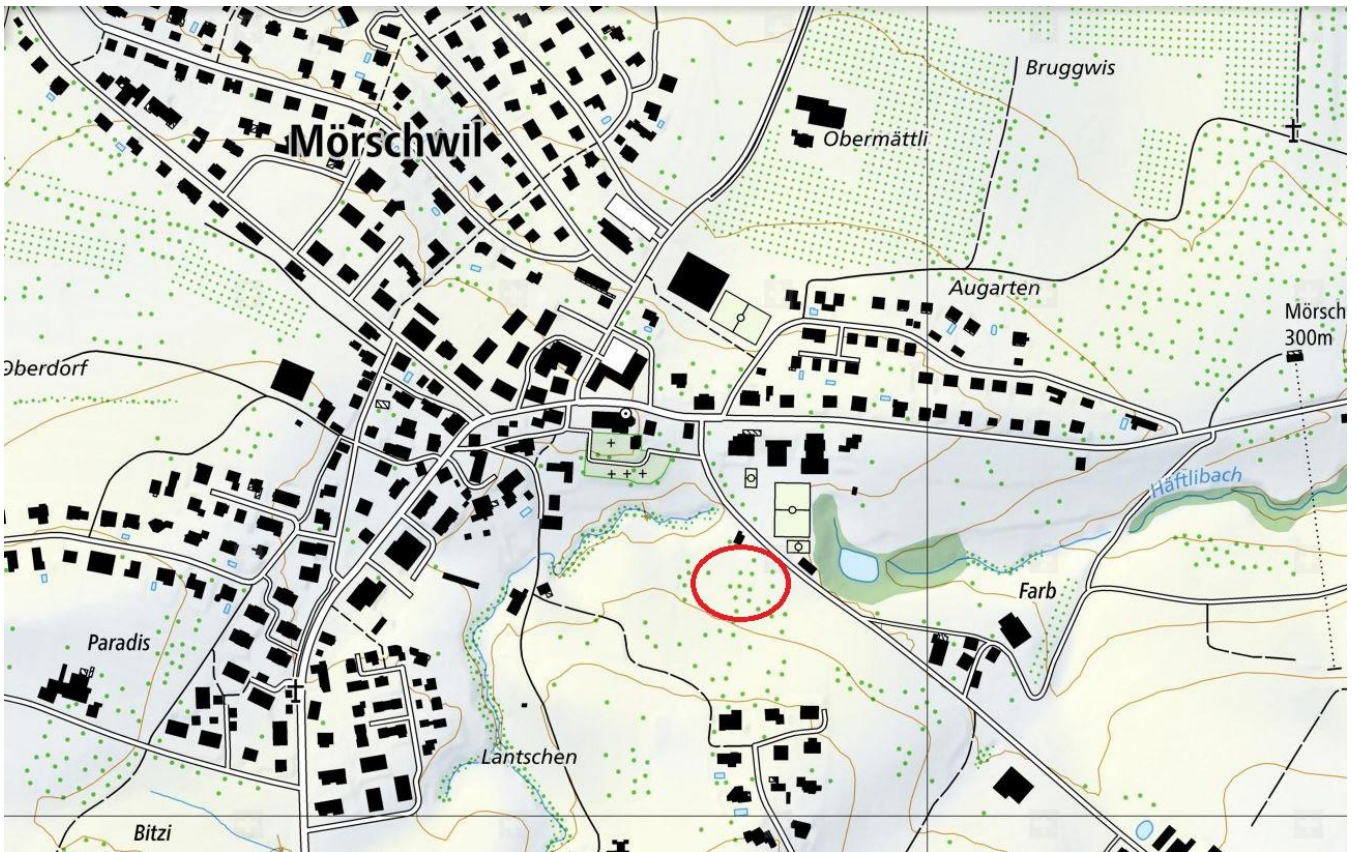 Bruggwis
Mörschwil
Obermättli
Augarten
Mörsch
300m
Oberdorf
Häftlibach
Farb
Paradis
Lantschen
Bitzi